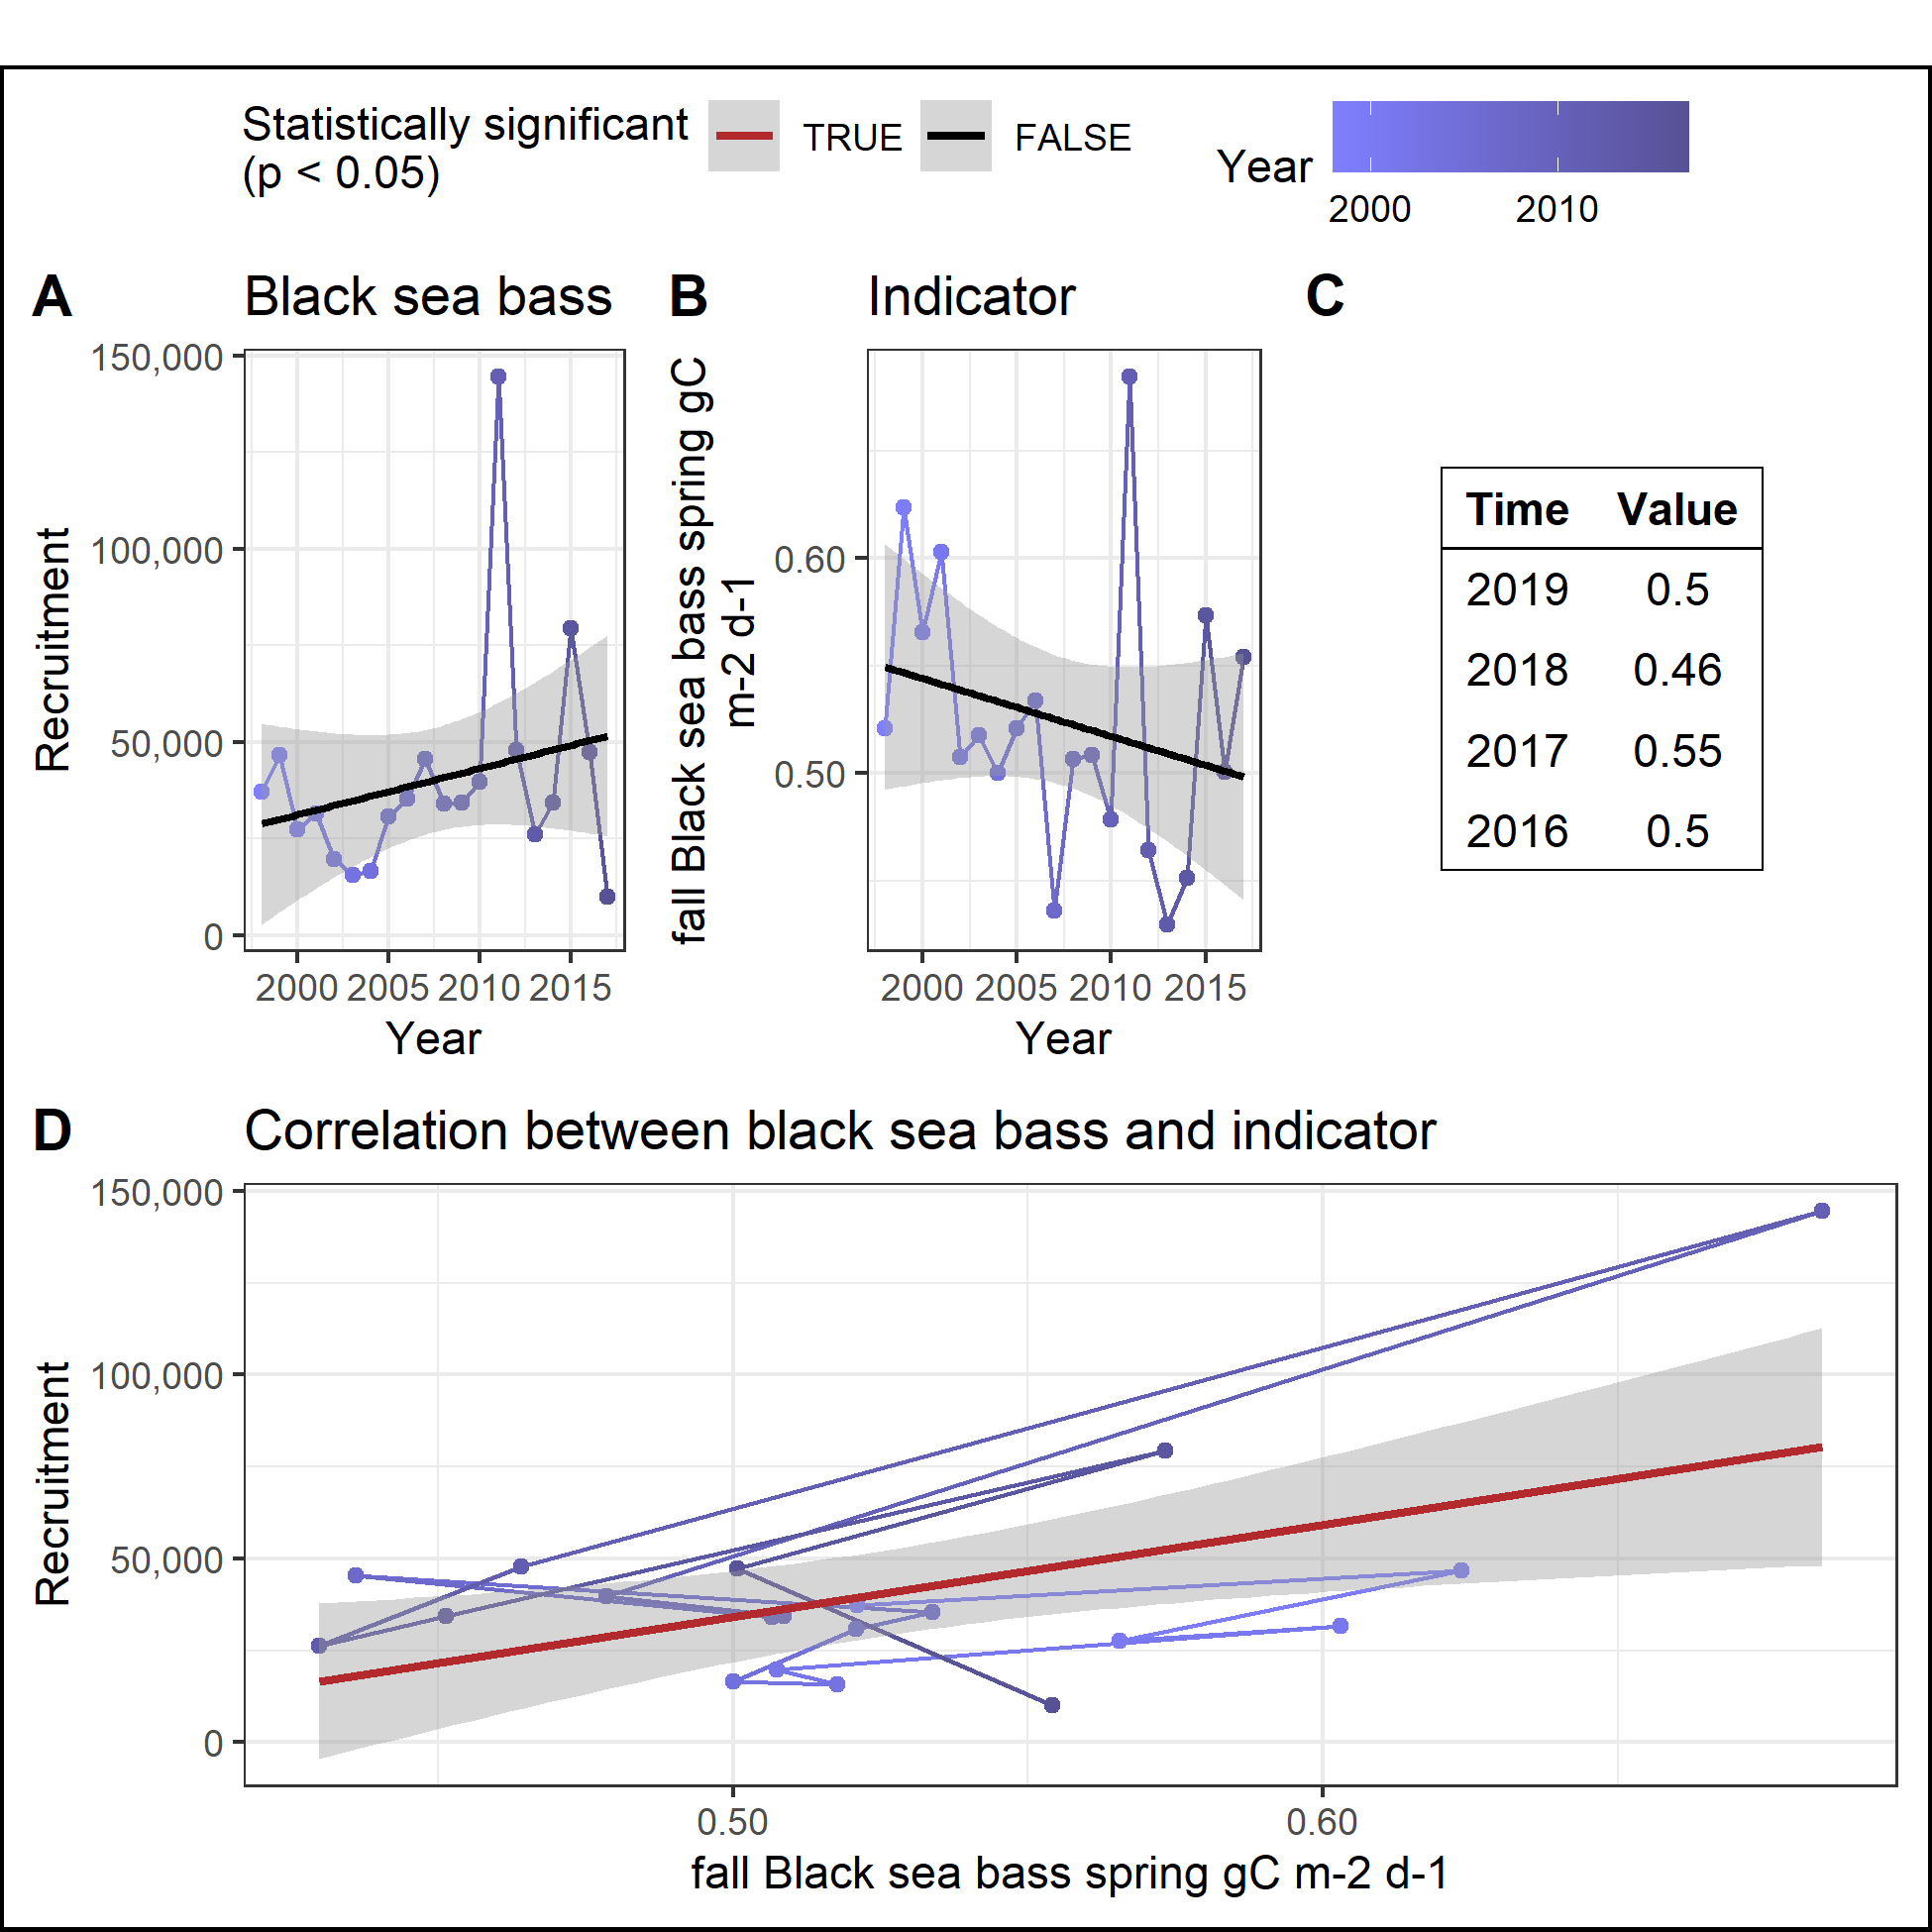 Statistically significant
(p < 0.05)
TRUE
FALSE
Year
2000
2010
A
Black sea bass
150,000
100,000
50,000
0
Recruitment
2000
2005
2010
2015
Year
B
Indicator
fall Black sea bass spring gC
m-2 d-1
0.60
0.50
2000
2005
2010
2015
Year
C
Time Value
2019 0.5
2018 0.46
2017 0.55
2016 0.5
D
Correlation between black sea bass and indicator
150,000
100,000
50,000
0
Recruitment
0.50
0.60
fall Black sea bass spring gC m-2 d-1